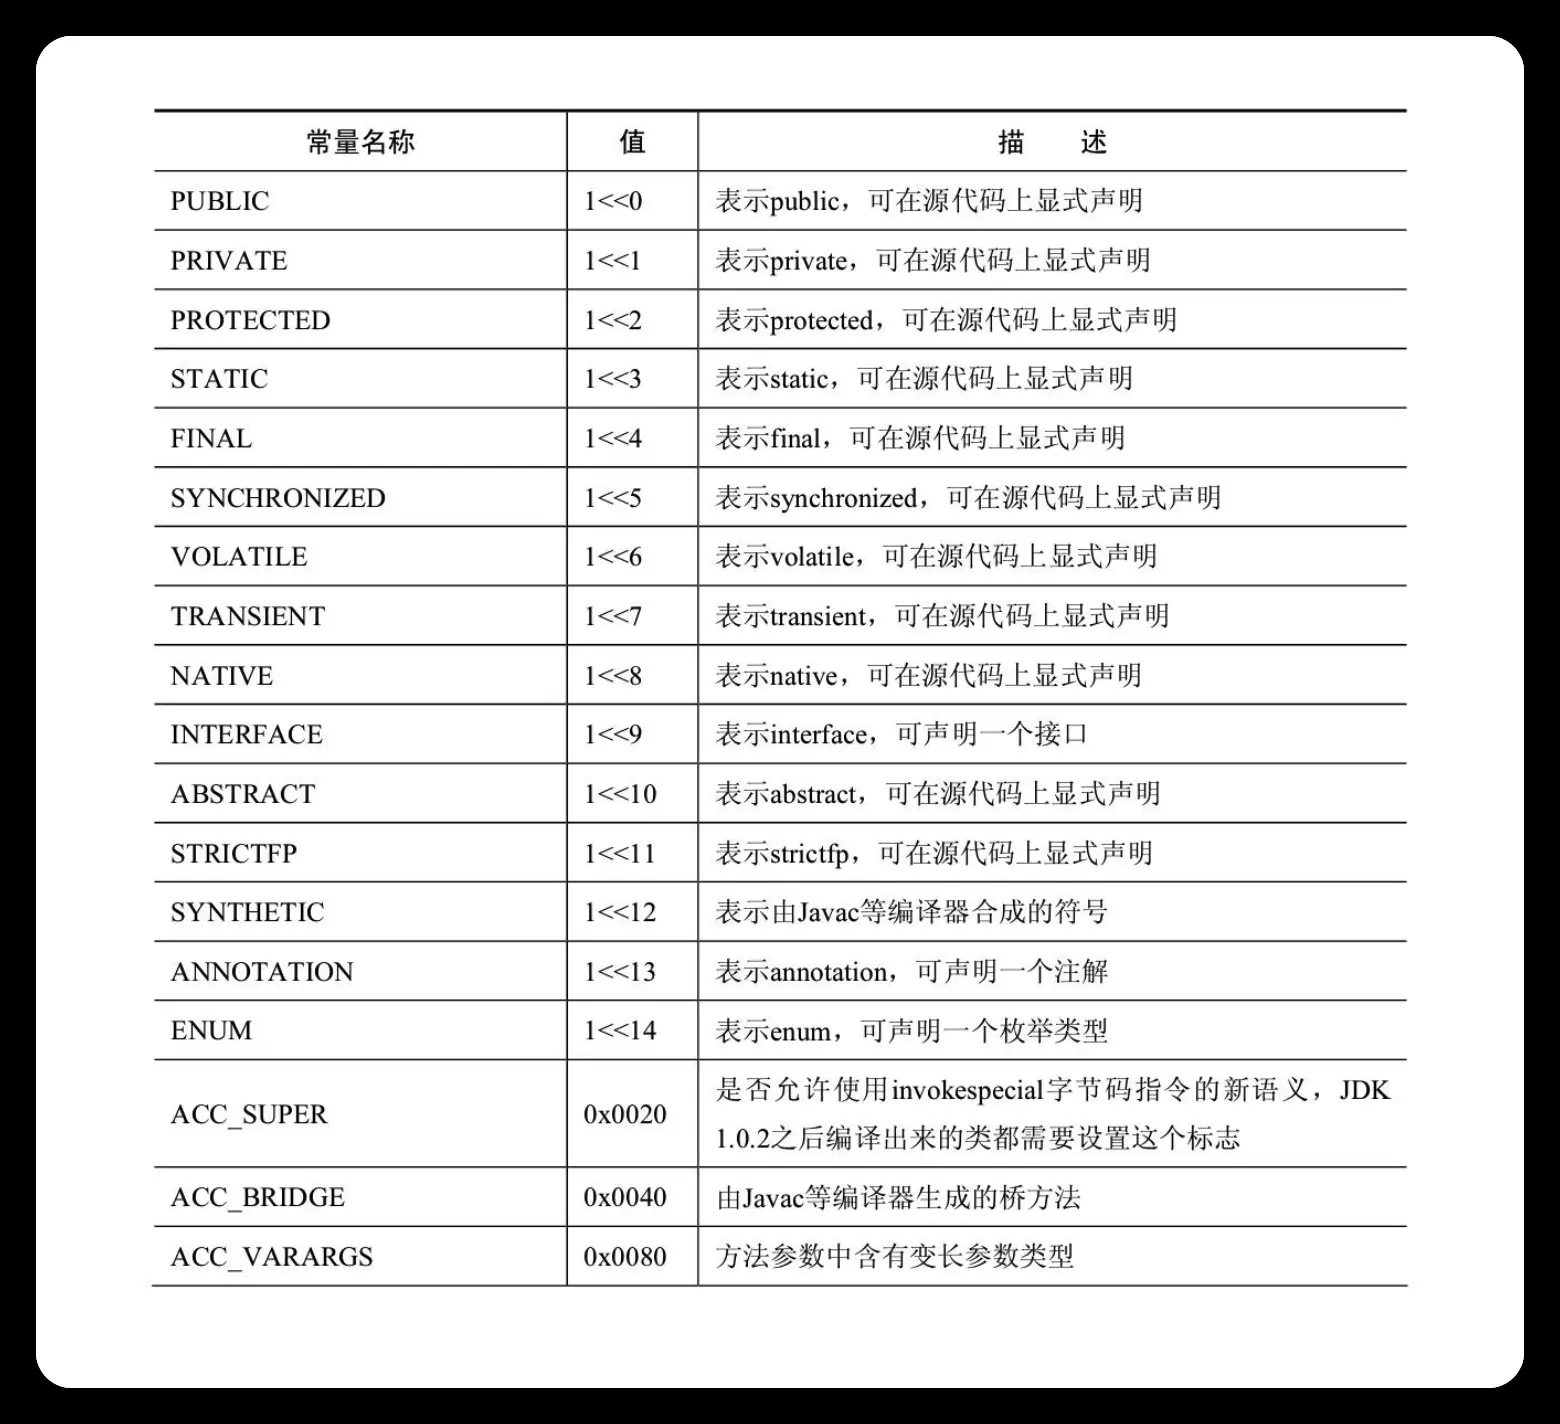 常量名称 值 描 述
PUBLIC 1<<0 表示public，可在源代码上显式声明
PRIVATE 1<<1 表示private，可在源代码上显式声明
PROTECTED 1<<2 表示protected，可在源代码上显式声明
STATIC 1<<3 表示static，可在源代码上显式声明
FINAL 1<<4 表示final，可在源代码上显式声明
SYNCHRONIZED 1<<5 表示synchronized，可在源代码上显式声明
VOLATILE 1<<6 表示volatile，可在源代码上显式声明
TRANSIENT 1<<7 表示transient，可在源代码上显式声明
NATIVE 1<<8 表示native，可在源代码上显式声明
INTERFACE 1<<9 表示interface，可声明一个接口
ABSTRACT 1<<10 表示abstract，可在源代码上显式声明
STRICTFP 1<<11 表示strictfp，可在源代码上显式声明
SYNTHETIC 1<<12 表示由Javac等编译器合成的符号
ANNOTATION 1<<13 表示annotation，可声明一个注解
ENUM 1<<14 表示enum，可声明一个枚举类型
ACC_SUPER 0x0020 是否允许使用invokespecial字节码指令的新语义，JDK
1.0.2之后编译出来的类都需要设置这个标志
ACC_BRIDGE 0x0040 由Javac等编译器生成的桥方法
ACC_VARARGS 0x0080 方法参数中含有变长参数类型